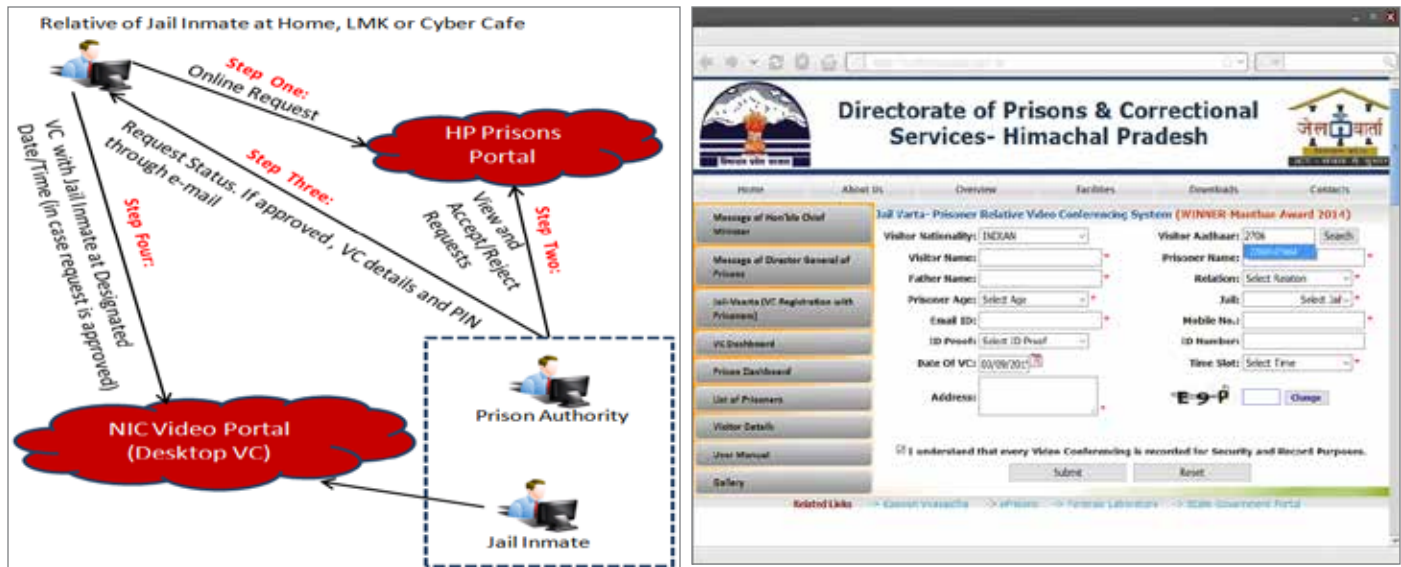 Relative of Jail Inmate at Home, LMK or Cyber Cafe
Step One:
Online Request
HP Prisons
Portal
Step Two:
View and
Accept/Reject
Requests
Step Three:
Request Status. If approved , VC details and PIN
through e-mail
Step Four:
VC with Jail Inmate at Designated
Date/Time (in case request is approved)
Prison Authority
NIC Video Portal
(Desktop VC)
Jail Inmate
Directorate of Prisons & Correctional
Services- Himachal Pradesh
जेल वार्ता
Home About Us Overview Facilities Downloads Contacts
Message of Hon'ble Chief
Minister
Message of Director General of
Prisons
Jail-Vaarta (VC Registration with
Prisoners)
VC Dashboard
Prison Dashboard
List of Prisoners
Visitor Details
User Manual
Gallery
Jail Varta- Prisoner Relative Video Conferencing System (WINNER-Manthan Award 2014)
Visitor Nationality: INDIAN Visitor Aadhaar: 2706 Search
Visitor Name: * Prisoner Name: *
Father Name: * Relation: Select Relation *
Prisoner Age: Select Age * Jail: Select Jail *
Email ID: * Mobile No.: *
ID Proof: Select ID Proof ID Number:
Date Of VC: Time Slot: Select Time *
Address: * E-9-P Change
I understand that every Video Conferencing is recorded for Security and Record Purposes.
Submit Reset
Related Links -> ePrisons -> Forensic Laboratory -> State Government Portal